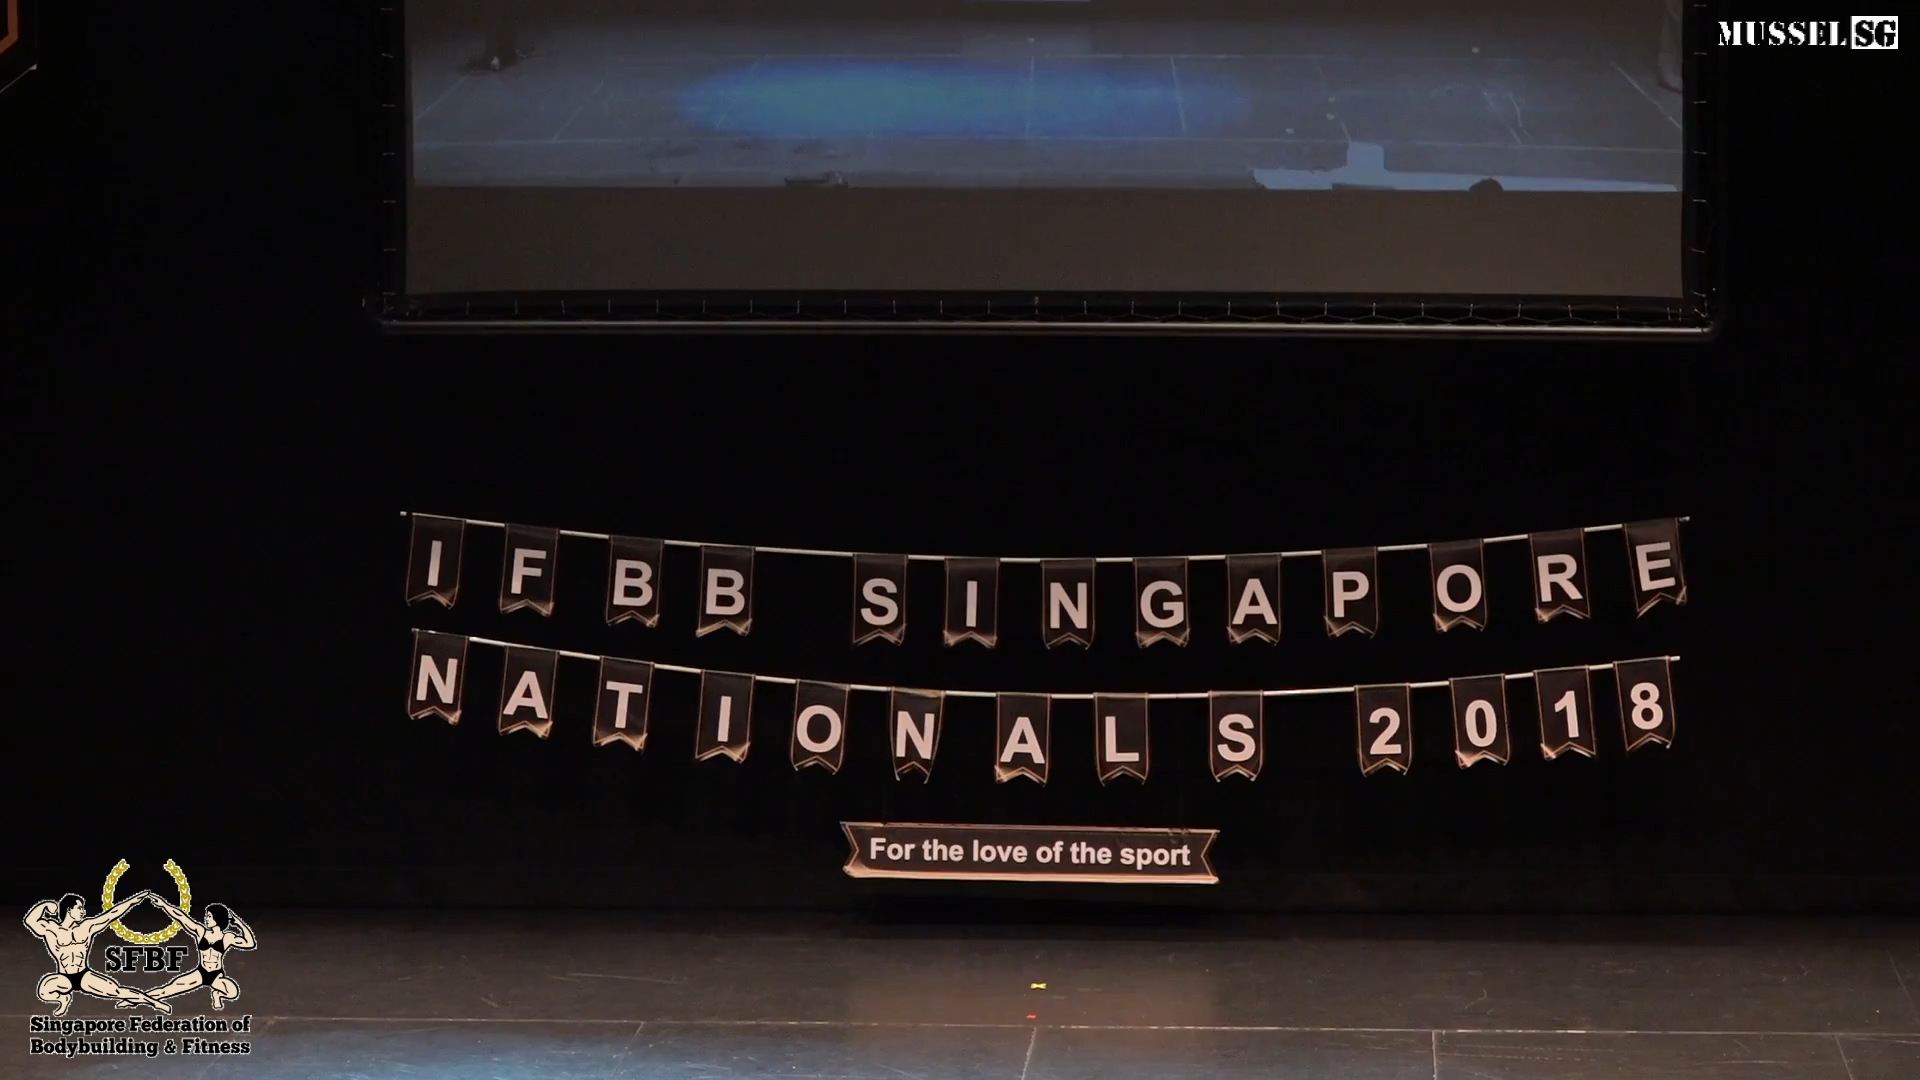 MUSSEL SG
IFBB SINGAPORE
NATIONALS 2018
For the love of the sport
SFBF
Singapore Federation of
Bodybuilding & Fitness